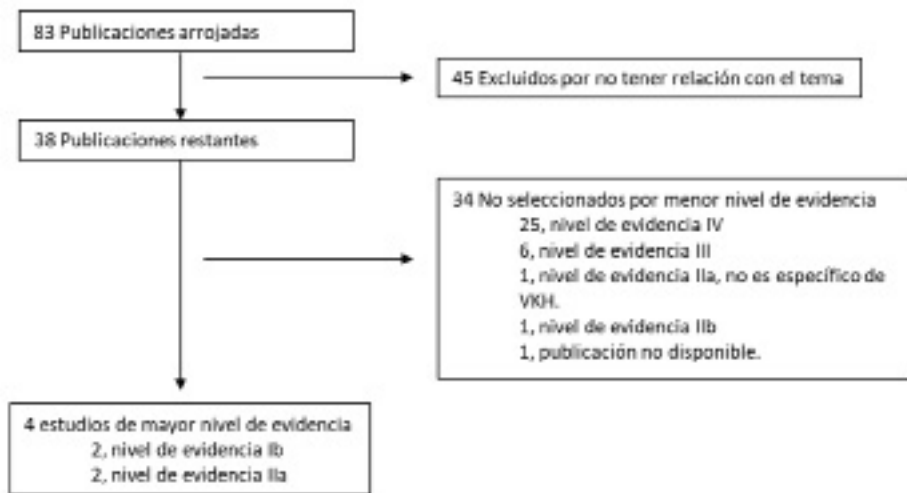 83 Publicaciones arrojadas
45 Excluidos por no tener relación con el tema
38 Publicaciones restantes
34 No seleccionados por menor nivel de evidencia
25, nivel de evidencia IV
6, nivel de evidencia III
1, nivel de evidencia IIa, no es específico de
VKH.
1, nivel de evidencia IIb
1, publicación no disponible.
4 estudios de mayor nivel de evidencia
2, nivel de evidencia Ib
2, nivel de evidencia IIa